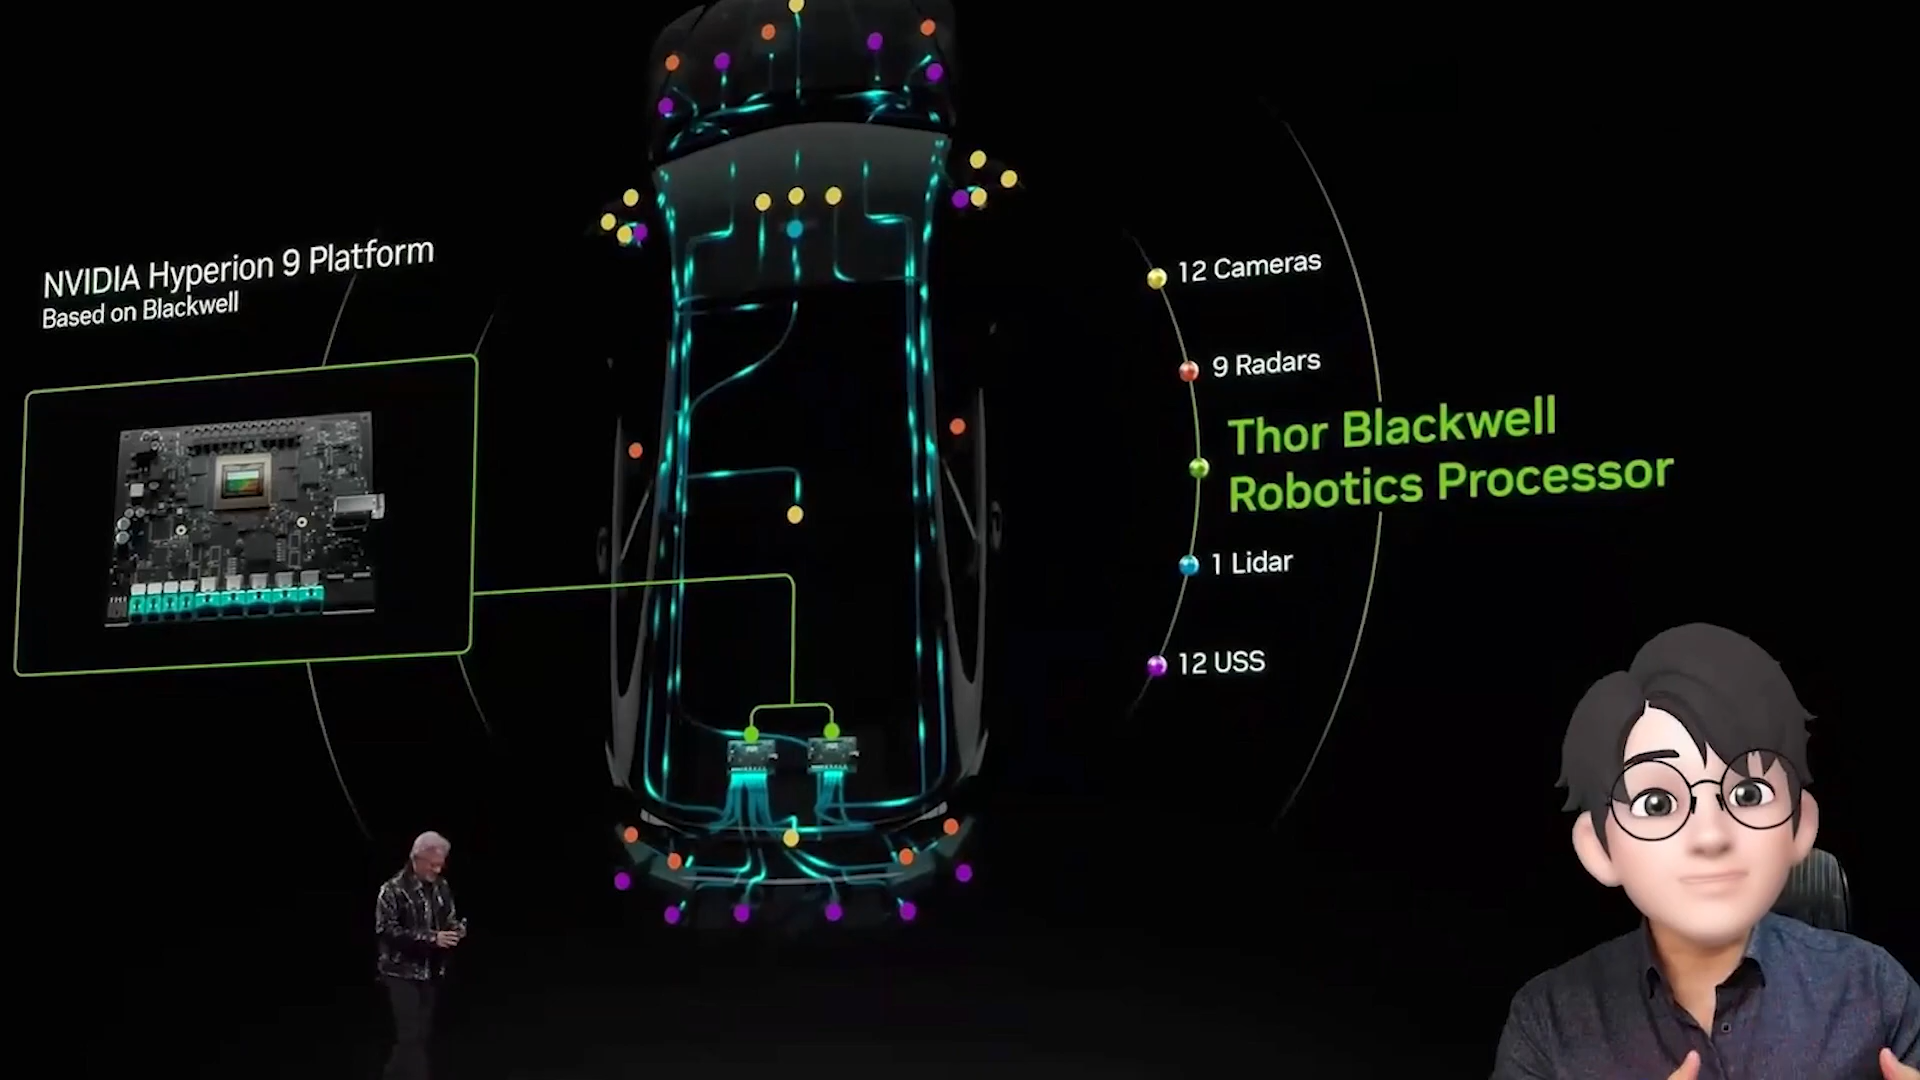 NVIDIA Hyperion 9 Platform
Based on Blackwell
12 Cameras
9 Radars
Thor Blackwell
Robotics Processor
1 Lidar
12 USS